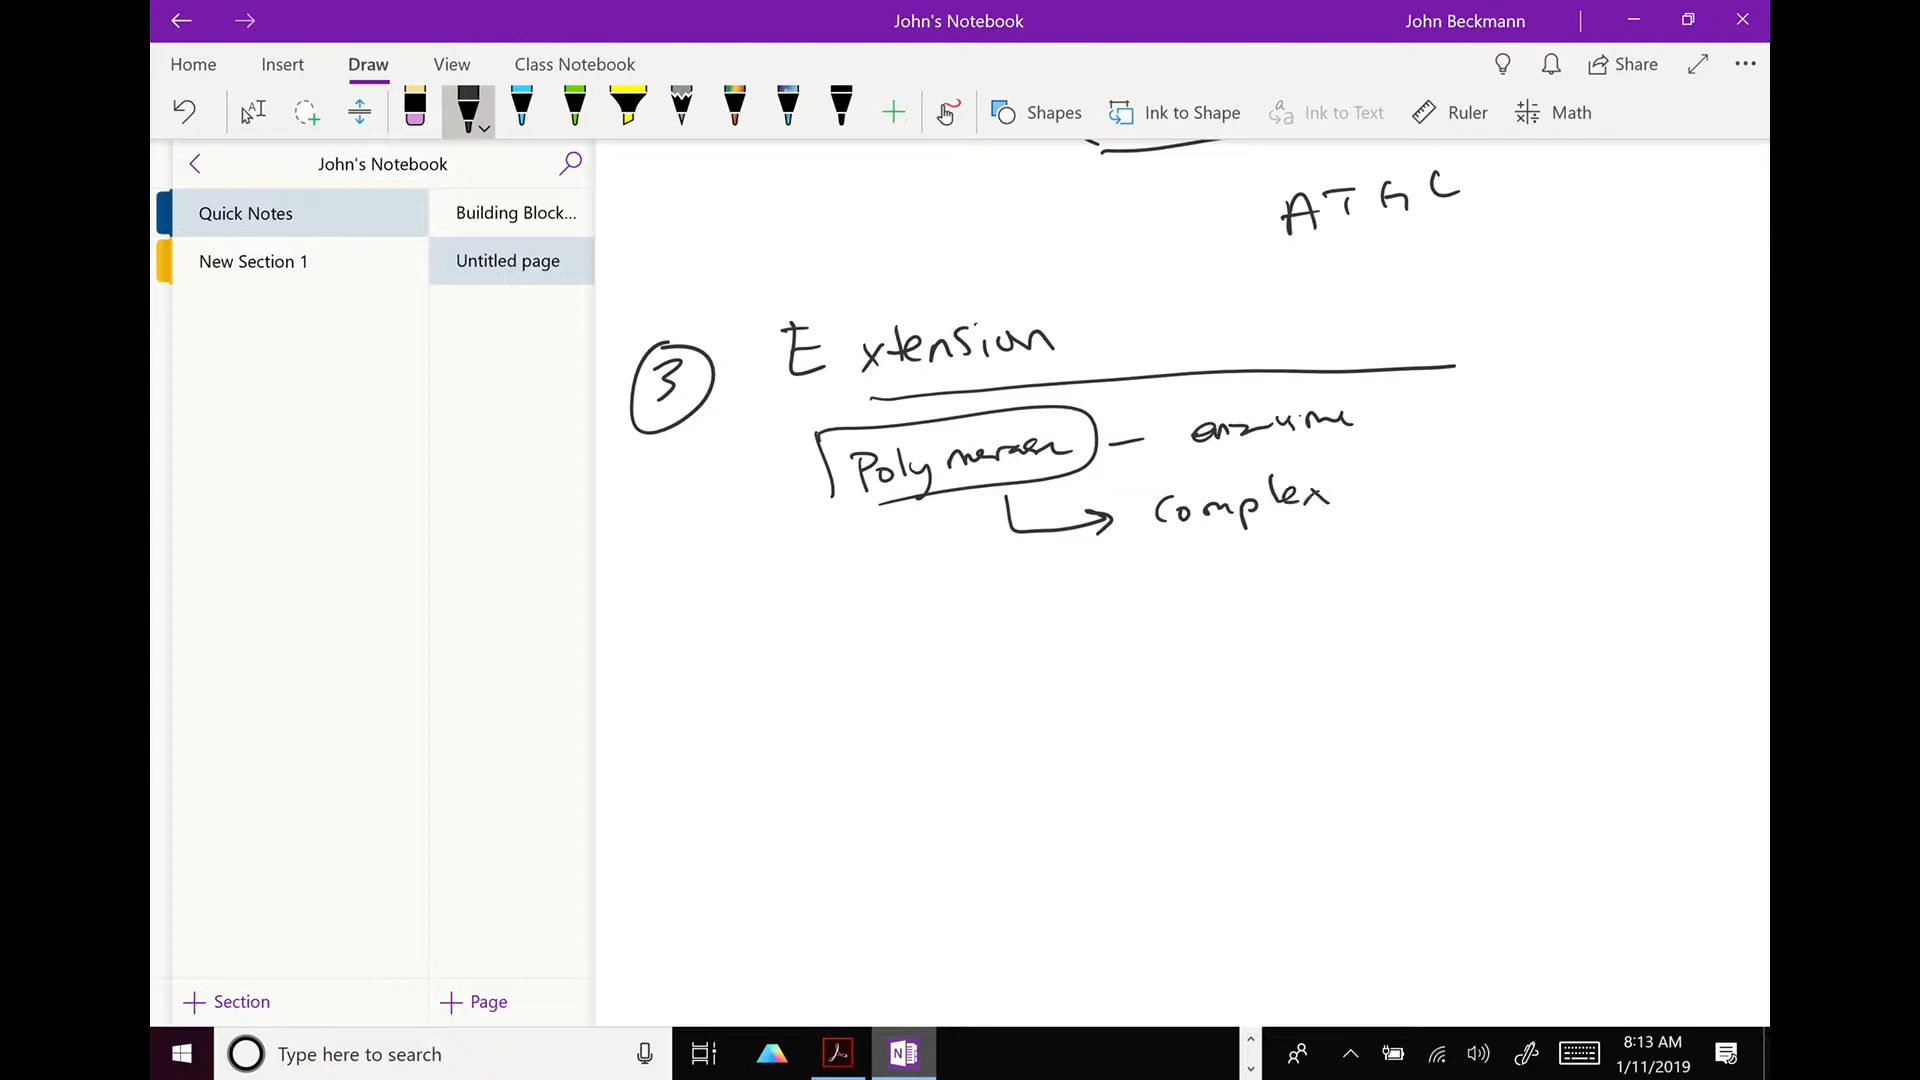 John's Notebook
John Beckmann
Home Insert Draw View Class Notebook
Share
Shapes Ink to Shape Ink to Text Ruler Math
John's Notebook
Quick Notes
New Section 1
Building Block...
Untitled page
A T G C
3 Extension
Polymerase - enzyme
complex
Section
Page
Type here to search
8:13 AM
1/11/2019